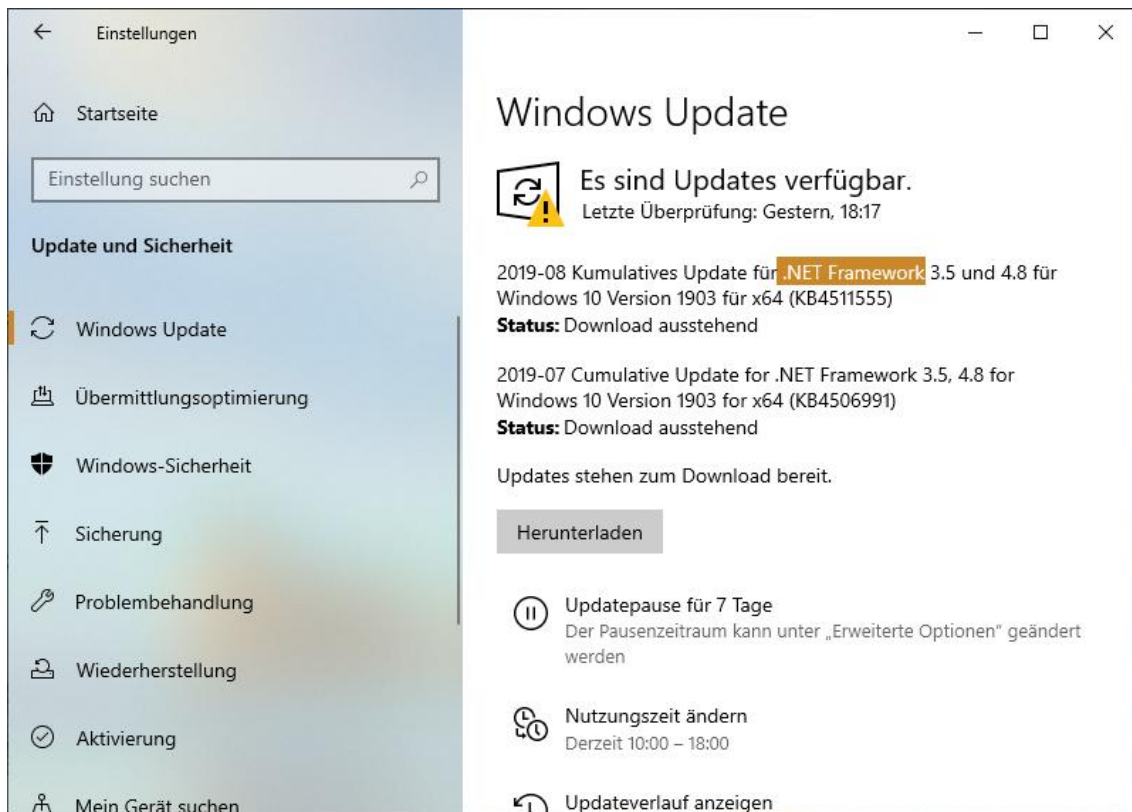 Einstellungen
Startseite
Einstellung suchen
Update und Sicherheit
Windows Update
Übermittlungsoptimierung
Windows-Sicherheit
Sicherung
Problembehandlung
Wiederherstellung
Aktivierung
Mein Gerät suchen
Windows Update
Es sind Updates verfügbar.
Letzte Überprüfung: Gestern, 18:17
2019-08 Kumulatives Update für .NET Framework 3.5 und 4.8 für
Windows 10 Version 1903 für x64 (KB4511555)
Status: Download ausstehend
2019-07 Cumulative Update for .NET Framework 3.5, 4.8 for
Windows 10 Version 1903 for x64 (KB4506991)
Status: Download ausstehend
Updates stehen zum Download bereit.
Herunterladen
Updatepause für 7 Tage
Der Pausenzeitraum kann unter „Erweiterte Optionen" geändert
werden
Nutzungszeit ändern
Derzeit 10:00 – 18:00
Updateverlauf anzeigen